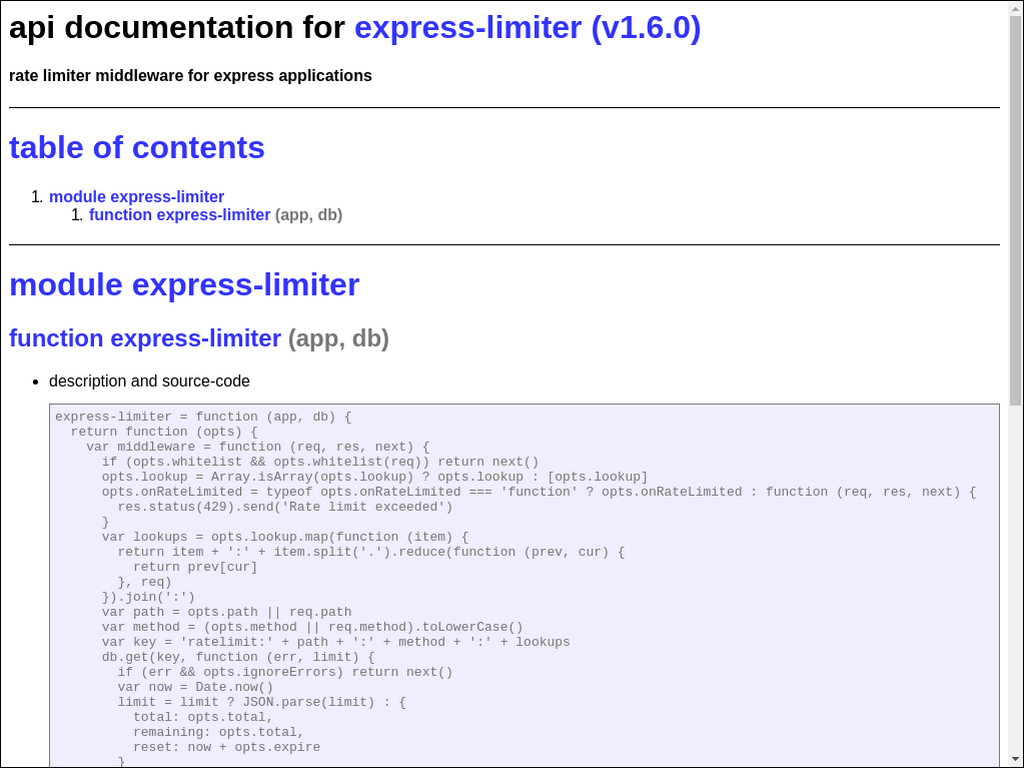 api documentation for express-limiter (v1.6.0)
rate limiter middleware for express applications
table of contents
1. module express-limiter
1. function express-limiter (app, db)
module express-limiter
function express-limiter (app, db)
• description and source-code
express-limiter = function (app, db) {
  return function (opts) {
    var middleware = function (req, res, next) {
      if (opts.whitelist && opts.whitelist(req)) return next()
      opts.lookup = Array.isArray(opts.lookup) ? opts.lookup : [opts.lookup]
      opts.onRateLimited = typeof opts.onRateLimited === 'function' ? opts.onRateLimited : function (req, res, next) {
        res.status(429).send('Rate limit exceeded')
      }
      var lookups = opts.lookup.map(function (item) {
        return item + ':' + item.split('.').reduce(function (prev, cur) {
          return prev[cur]
        }, req)
      }).join(':')
      var path = opts.path || req.path
      var method = (opts.method || req.method).toLowerCase()
      var key = 'ratelimit:' + path + ':' + method + ':' + lookups
      db.get(key, function (err, limit) {
        if (err && opts.ignoreErrors) return next()
        var now = Date.now()
        limit = limit ? JSON.parse(limit) : {
          total: opts.total,
          remaining: opts.total,
          reset: now + opts.expire
        }